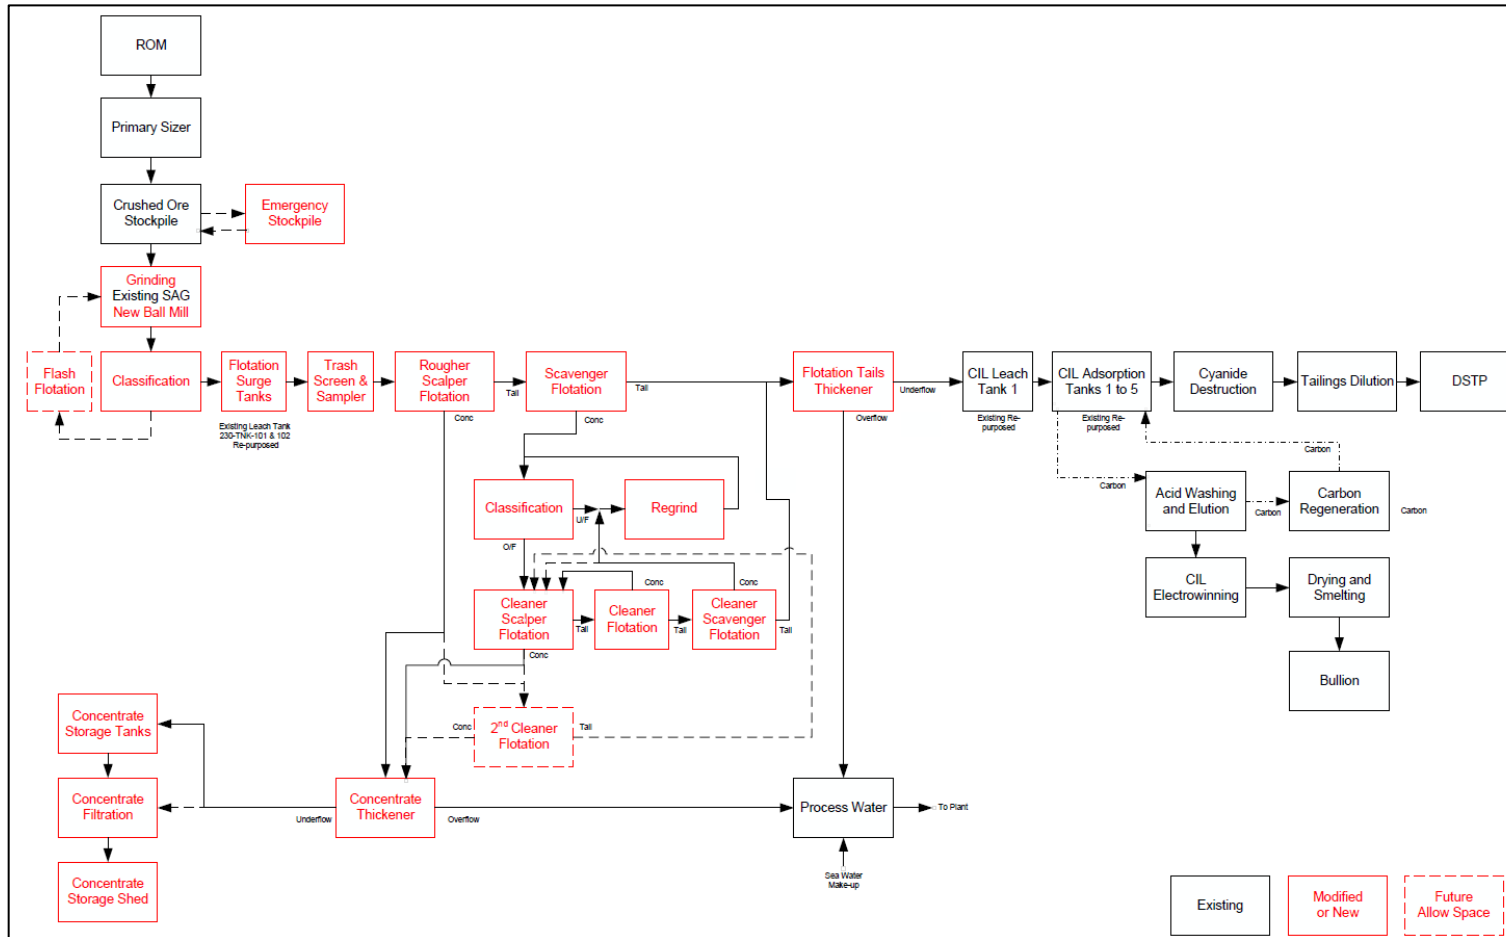 ROM
Primary Sizer
Crushed Ore
Stockpile
Emergency
Stockpile
Grinding
Existing SAG
New Ball Mill
Flash
Flotation
Classification
Flotation
Surge
Tanks
Existing Leach Tank
230-TNK-101 & 102
Re-purposed
Trash
Screen &
Sampler
Rougher
Scalper
Flotation
Tail
Conc
Scavenger
Flotation
Tail
Conc
Flotation Tails
Thickener
Underflow
Overflow
CIL Leach
Tank 1
Existing Re-
purposed
CIL Adsorption
Tanks 1 to 5
Existing Re-
purposed
Cyanide
Destruction
Tailings Dilution
DSTP
Carbon
Carbon
Acid Washing
and Elution
Carbon
Carbon
Regeneration
Carbon
CIL
Electrowinning
Drying and
Smelting
Bullion
Classification
U/F
O/F
Regrind
Cleaner
Scalper
Flotation
Tail
Conc
Cleaner
Flotation
Conc
Tail
Cleaner
Scavenger
Flotation
Conc
Tail
Conc
2nd Cleaner
Flotation
Tail
Concentrate
Storage Tanks
Concentrate
Filtration
Concentrate
Storage Shed
Underflow
Concentrate
Thickener
Overflow
Process Water
To Plant
Sea Water
Make-up
Existing
Modified
or New
Future
Allow Space